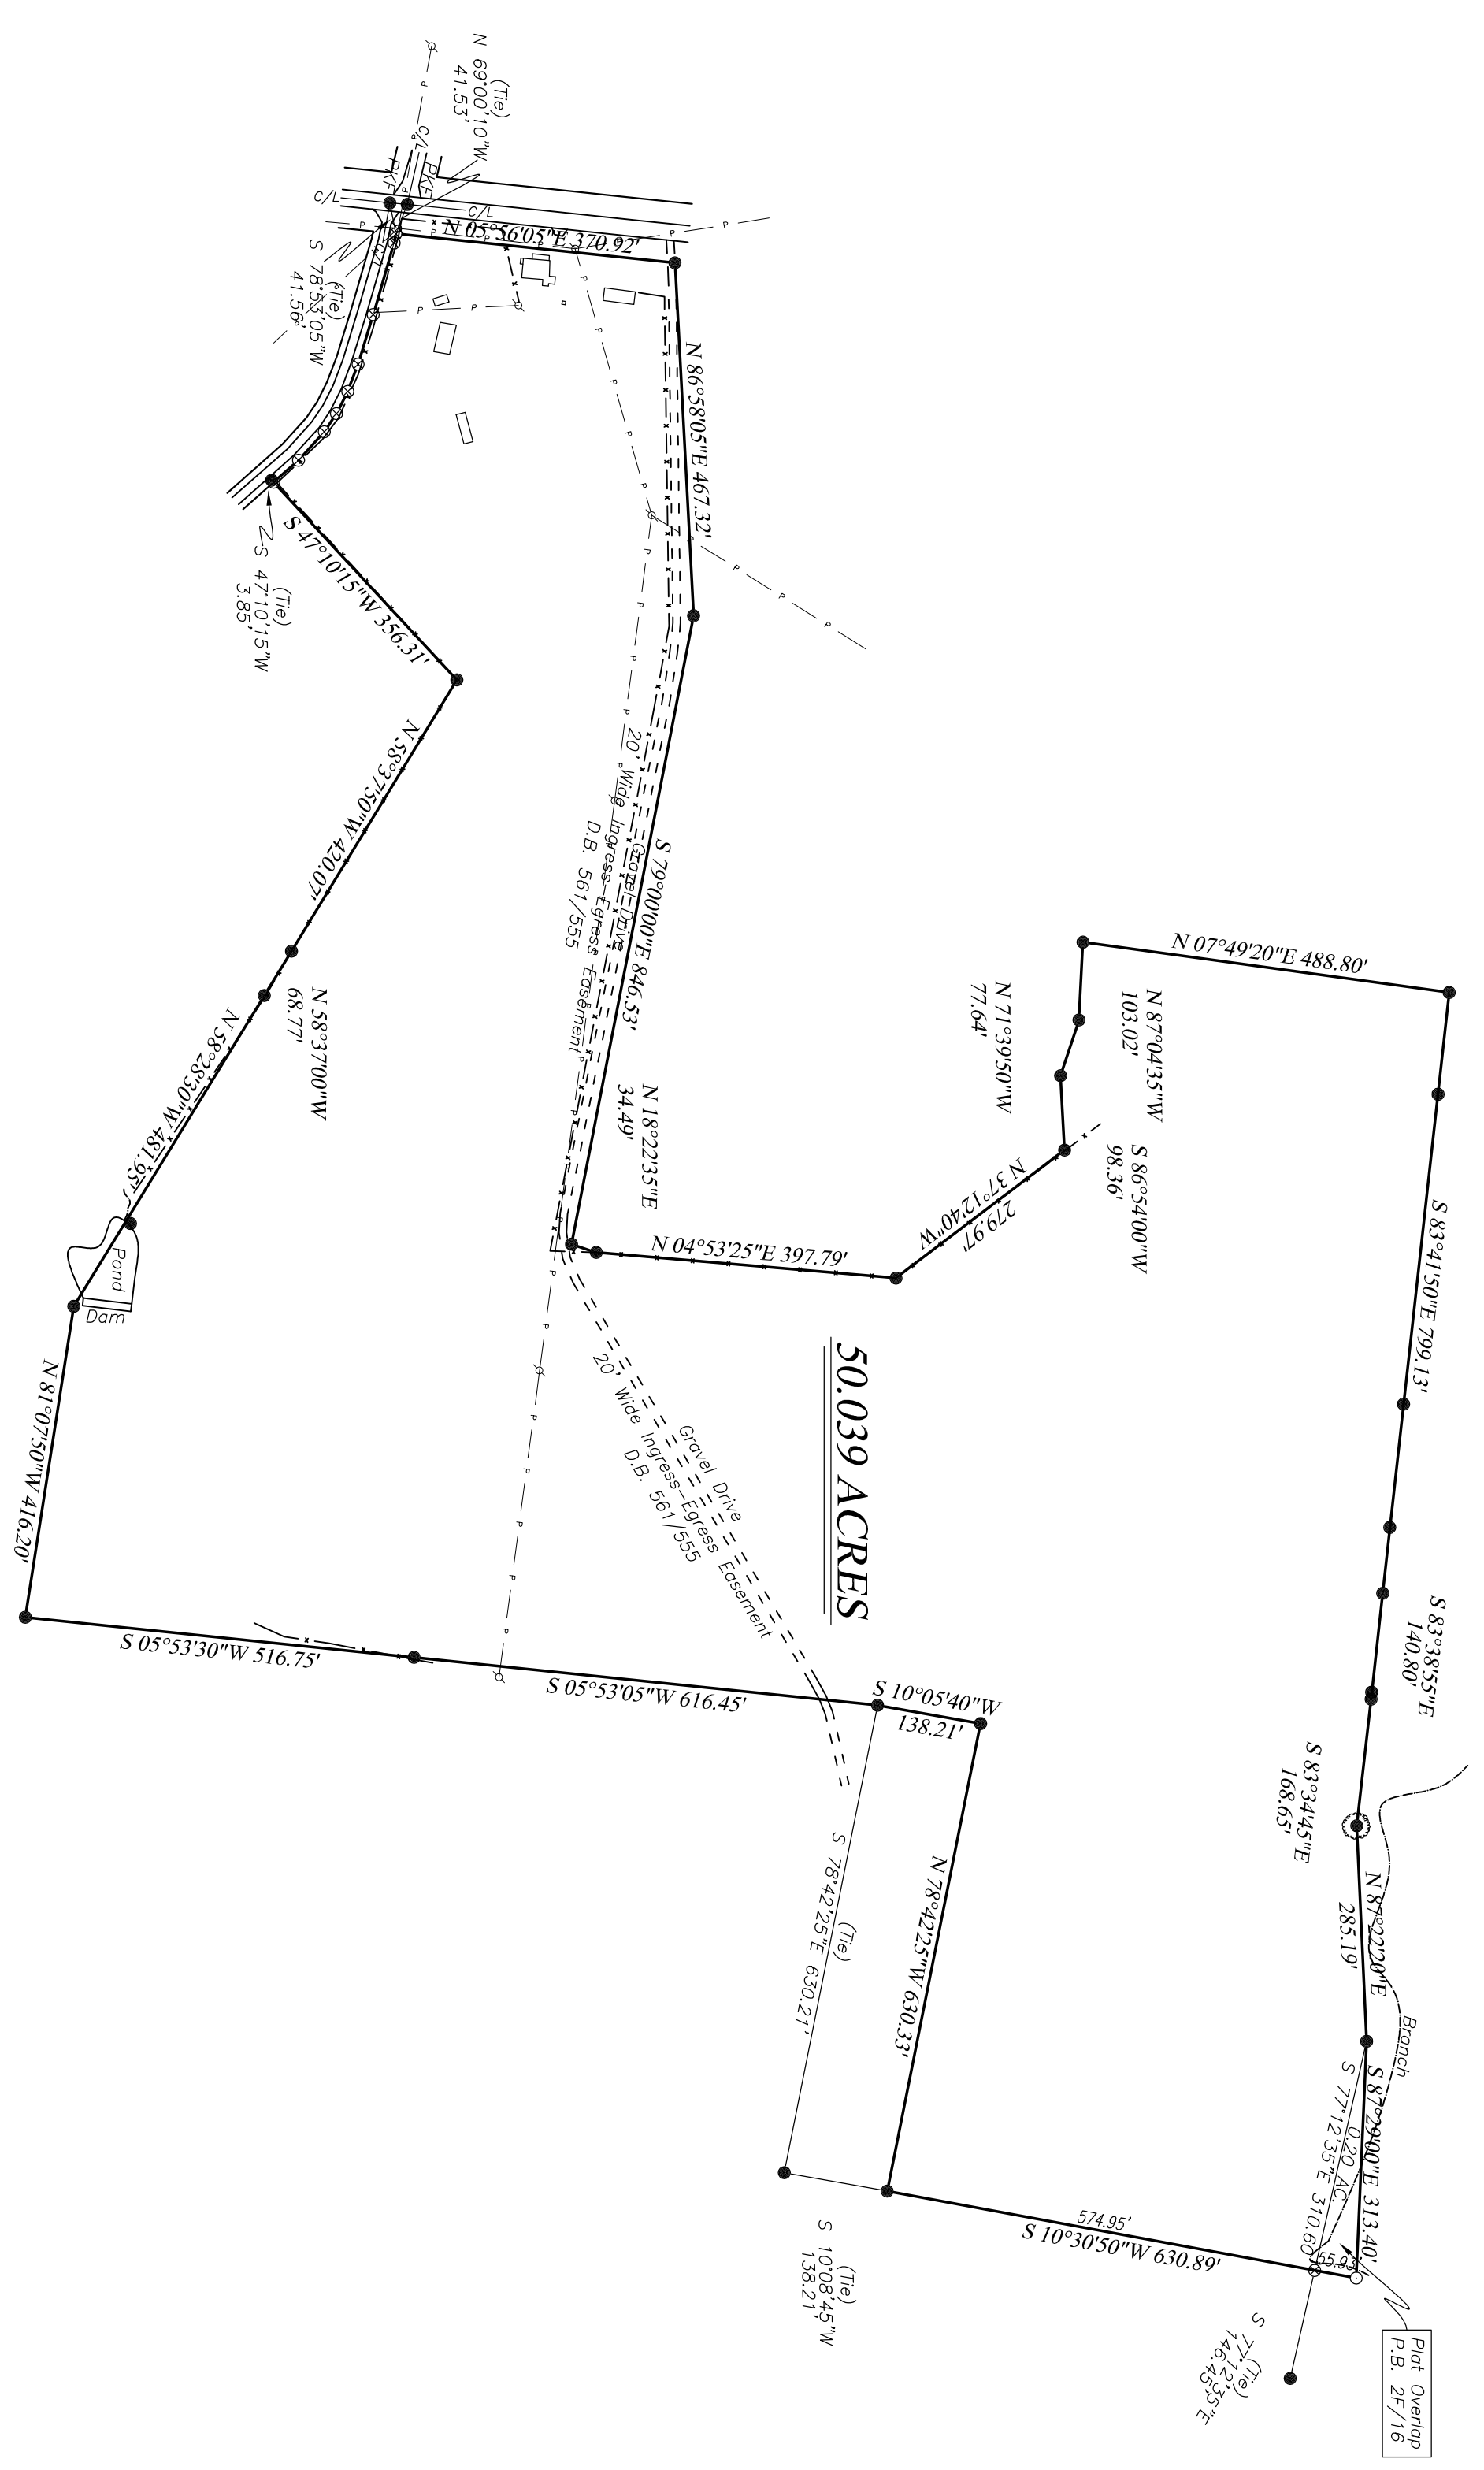 (Tie)
N 69°00'10"W
41.53'
P
P
C/L
P
PKF
PKF
P
C/L
C/L
P
P
P
P
N 05°56'05"E 370.92'
P
P
(Tie)
S 78°53'05"W
41.56'
P
P
P
P
P
N 86°58'05"E 467.32'
P
P
P
P
(Tie)
S 47°10'15"W
3.85'
S 47°10'15"W 356.31'
P
P
P
P
P
S 79°00'00"E 846.53'
Gravel Drive
20' Wide Ingress-Egress Easement
D.B. 561/555
P
P
P
N 58°37'50"W 420.07'
N 58°37'00"W
68.77'
N 58°28'30"W 481.95'
Pond
Dam
N 81°07'50"W 416.20'
N 18°22'35"E
34.49'
N 04°53'25"E 397.79'
N 07°49'20"E 488.80'
N 87°04'35"W
103.02'
N 71°39'50"W
77.64'
S 86°54'00"W
98.36'
N 37°12'40"W
279.97'
50.039 ACRES
Gravel Drive
20' Wide Ingress-Egress Easement
D.B. 561/555
P
P
P
P
P
P
S 05°53'30"W 516.75'
S 05°53'05"W 616.45'
S 10°05'40"W
138.21'
S 83°41'50"E 799.13'
S 83°38'55"E
140.80'
S 83°34'45"E
168.65'
N 87°22'20"E
285.19'
Branch
S 87°29'00"E 313.40'
0.20 AC.
S 77°12'35"E 310.60'
55.93'
N 78°42'25"W 630.33'
(Tie)
S 78°42'25"E 630.21'
574.95'
S 10°30'50"W 630.89'
(Tie)
S 10°08'45"W
138.21'
(Tie)
S 77°12'35"E
146.45'
Plat Overlap
P.B. 2F/16